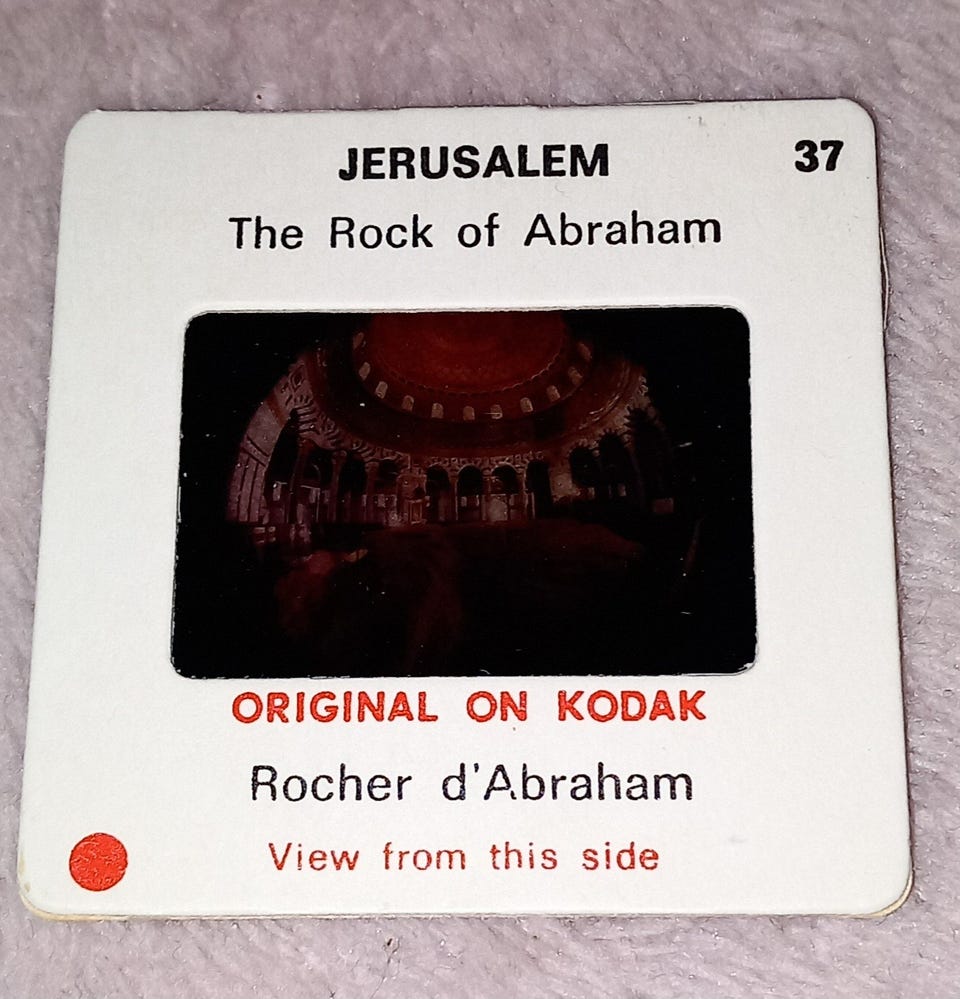 JERUSALEM 37
The Rock of Abraham
ORIGINAL ON KODAK
Rocher d'Abraham
View from this side